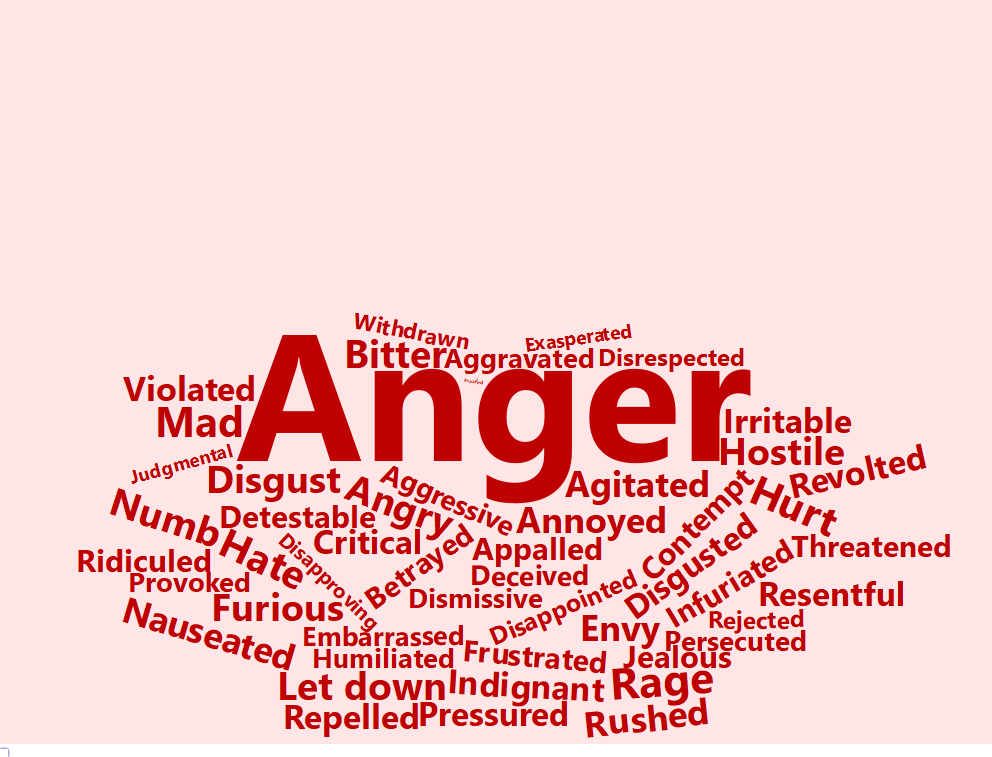 Withdrawn
Exasperated
Bitter
Aggravated
Disrespected
Anger
Violated
Mad
Irritable
Hostile
Judgmental
Revolted
Disgust
Angry
Aggressive
Agitated
Contempt
Hurt
Numb
Detestable
Annoyed
Hate
Critical
Disapproving
Betrayed
Appalled
Disgusted
Infuriated
Threatened
Ridiculed
Provoked
Deceived
Furious
Dismissive
Disappointed
Resentful
Nauseated
Embarrassed
Envy
Rejected
Persecuted
Humiliated
Frustrated
Jealous
Let down
Indignant
Rage
Repelled
Pressured
Rushed